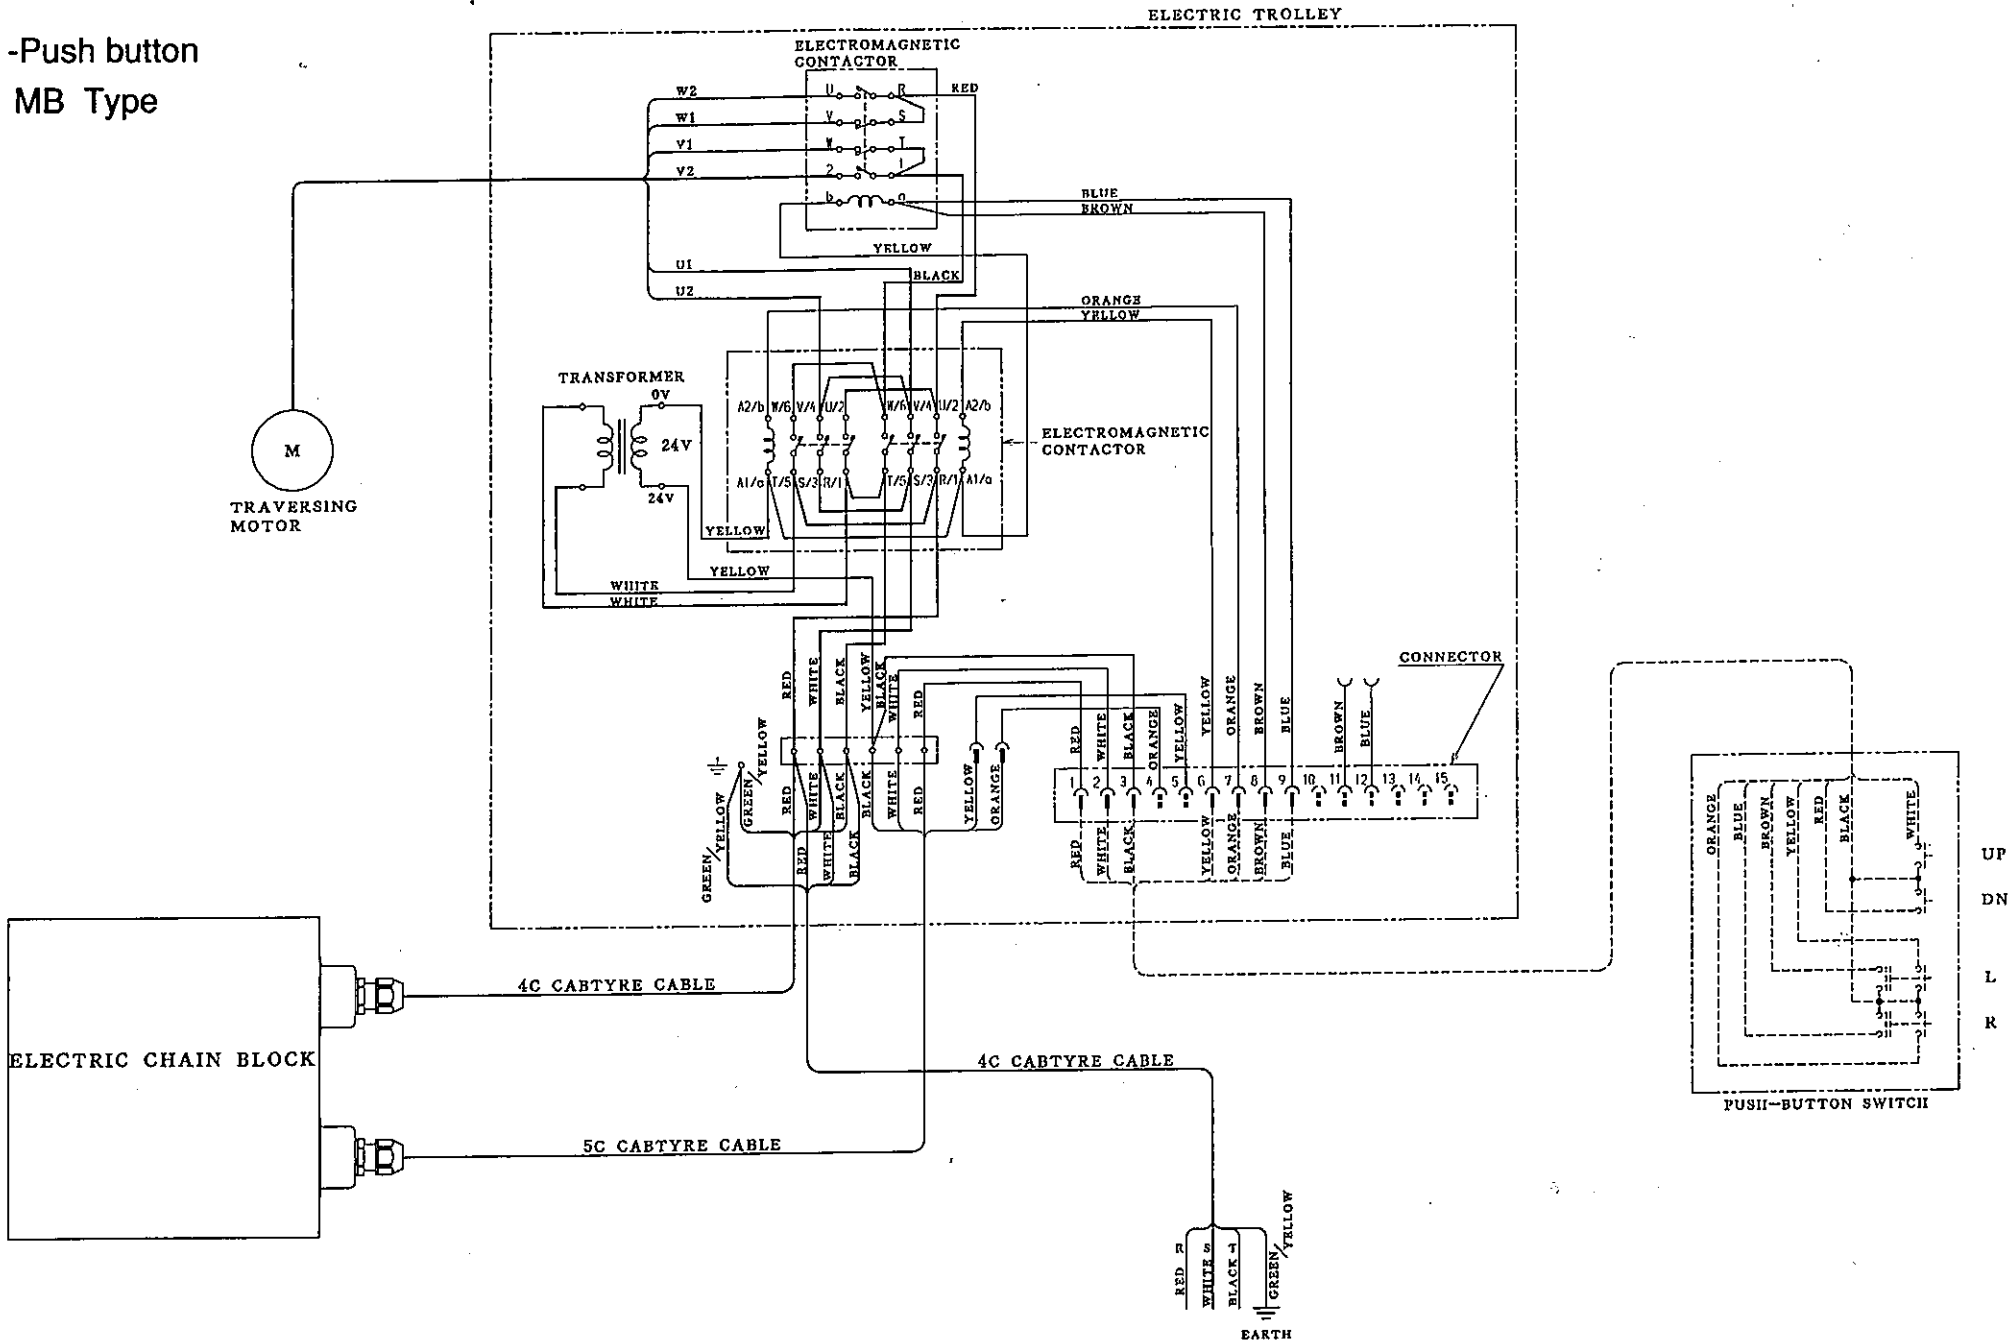 -Push button
MB Type
ELECTRIC TROLLEY
ELECTROMAGNETIC
CONTACTOR
W2
U
R
RED
W1
V
S
V1
W
T
V2
2
1
b
a
BLUE
BROWN
YELLOW
U1
BLACK
U2
ORANGE
YELLOW
TRANSFORMER
0V
24V
24V
A2/b W/6 V/4 U/2
W/6 V/4 U/2 A2/b
ELECTROMAGNETIC
CONTACTOR
A1/a T/5 S/3 R/1
T/5 S/3 R/1 A1/a
M
TRAVERSING
MOTOR
YELLOW
YELLOW
WHITE
WHITE
RED
WHITE
BLACK
YELLOW
BLACK
WHITE
RED
CONNECTOR
GREEN/YELLOW
GREEN/YELLOW
RED
WHITE
BLACK
BLACK
WHITE
RED
YELLOW
ORANGE
RED
WHITE
BLACK
RED
WHITE
BLACK
ORANGE
YELLOW
YELLOW
ORANGE
BROWN
BLUE
BROWN
BLUE
1 2 3 4 5 6 7 8 9 10 11 12 13 14 15
RED
WHITE
BLACK
YELLOW
ORANGE
BROWN
BLUE
ORANGE
BLUE
BROWN
YELLOW
RED
BLACK
WHITE
UP
DN
L
R
PUSH-BUTTON SWITCH
4C CABTYRE CABLE
ELECTRIC CHAIN BLOCK
4C CABTYRE CABLE
5C CABTYRE CABLE
R
S
T
RED
WHITE
BLACK
GREEN/YELLOW
EARTH